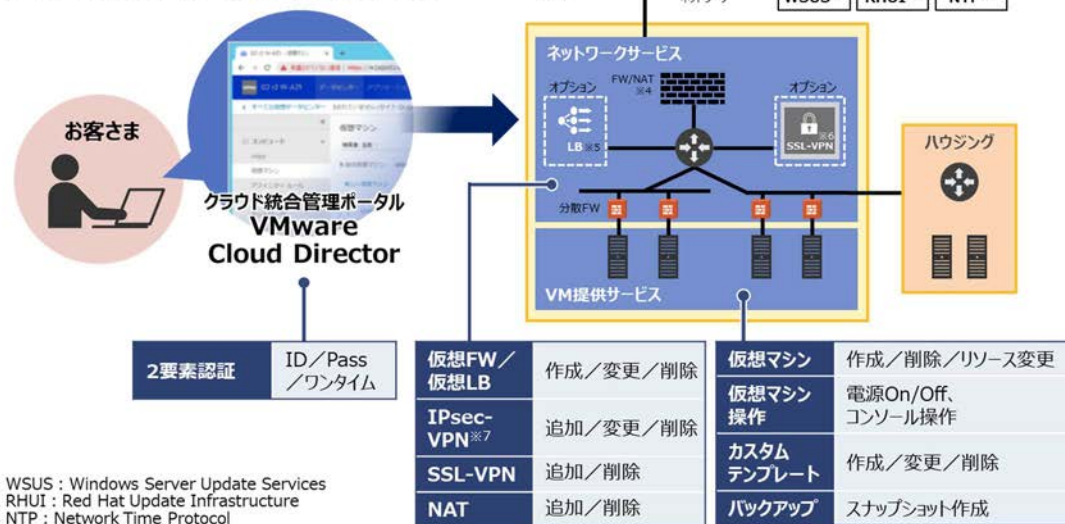 WSUS
RHUI
NTP
ネットワークサービス
オプション
FW/NAT
※4
オプション
LB ※5
※6
SSL-VPN
分散FW
VM提供サービス
ハウジング
お客さま
仮想マシン
クラウド統合管理ポータル
VMware
Cloud Director
2要素認証
ID/Pass
/ワンタイム
仮想FW/
仮想LB
作成/変更/削除
IPsec-
VPN※7
追加/変更/削除
SSL-VPN
追加/削除
NAT
追加/削除
仮想マシン
作成/削除/リソース変更
仮想マシン
操作
電源On/Off、
コンソール操作
カスタム
テンプレート
作成/変更/削除
バックアップ
スナップショット作成
WSUS : Windows Server Update Services
RHUI : Red Hat Update Infrastructure
NTP : Network Time Protocol